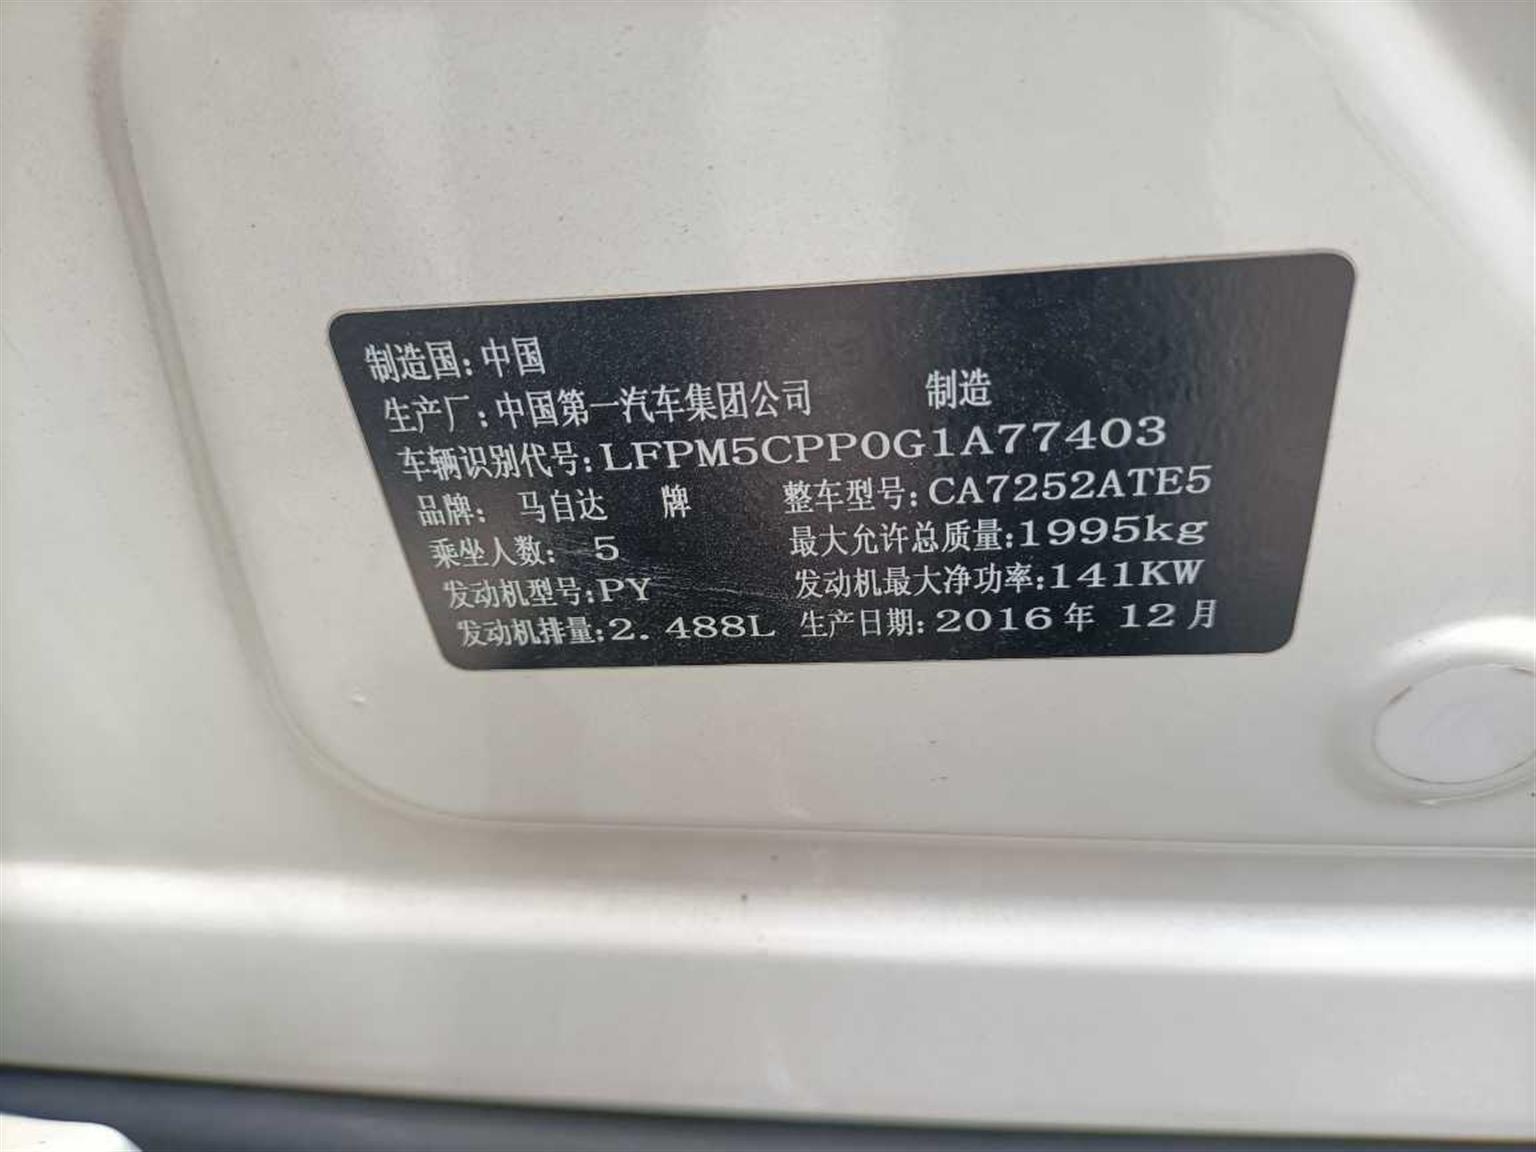 制造国：中国
生产厂：中国第一汽车集团公司 制造
车辆识别代号：LFPM5CPP0G1A77403
品牌： 马自达 牌 整车型号：CA7252ATE5
乘坐人数： 5 最大允许总质量：1995kg
发动机型号：PY 发动机最大净功率：141KW
发动机排量：2.488L 生产日期：2016年 12月